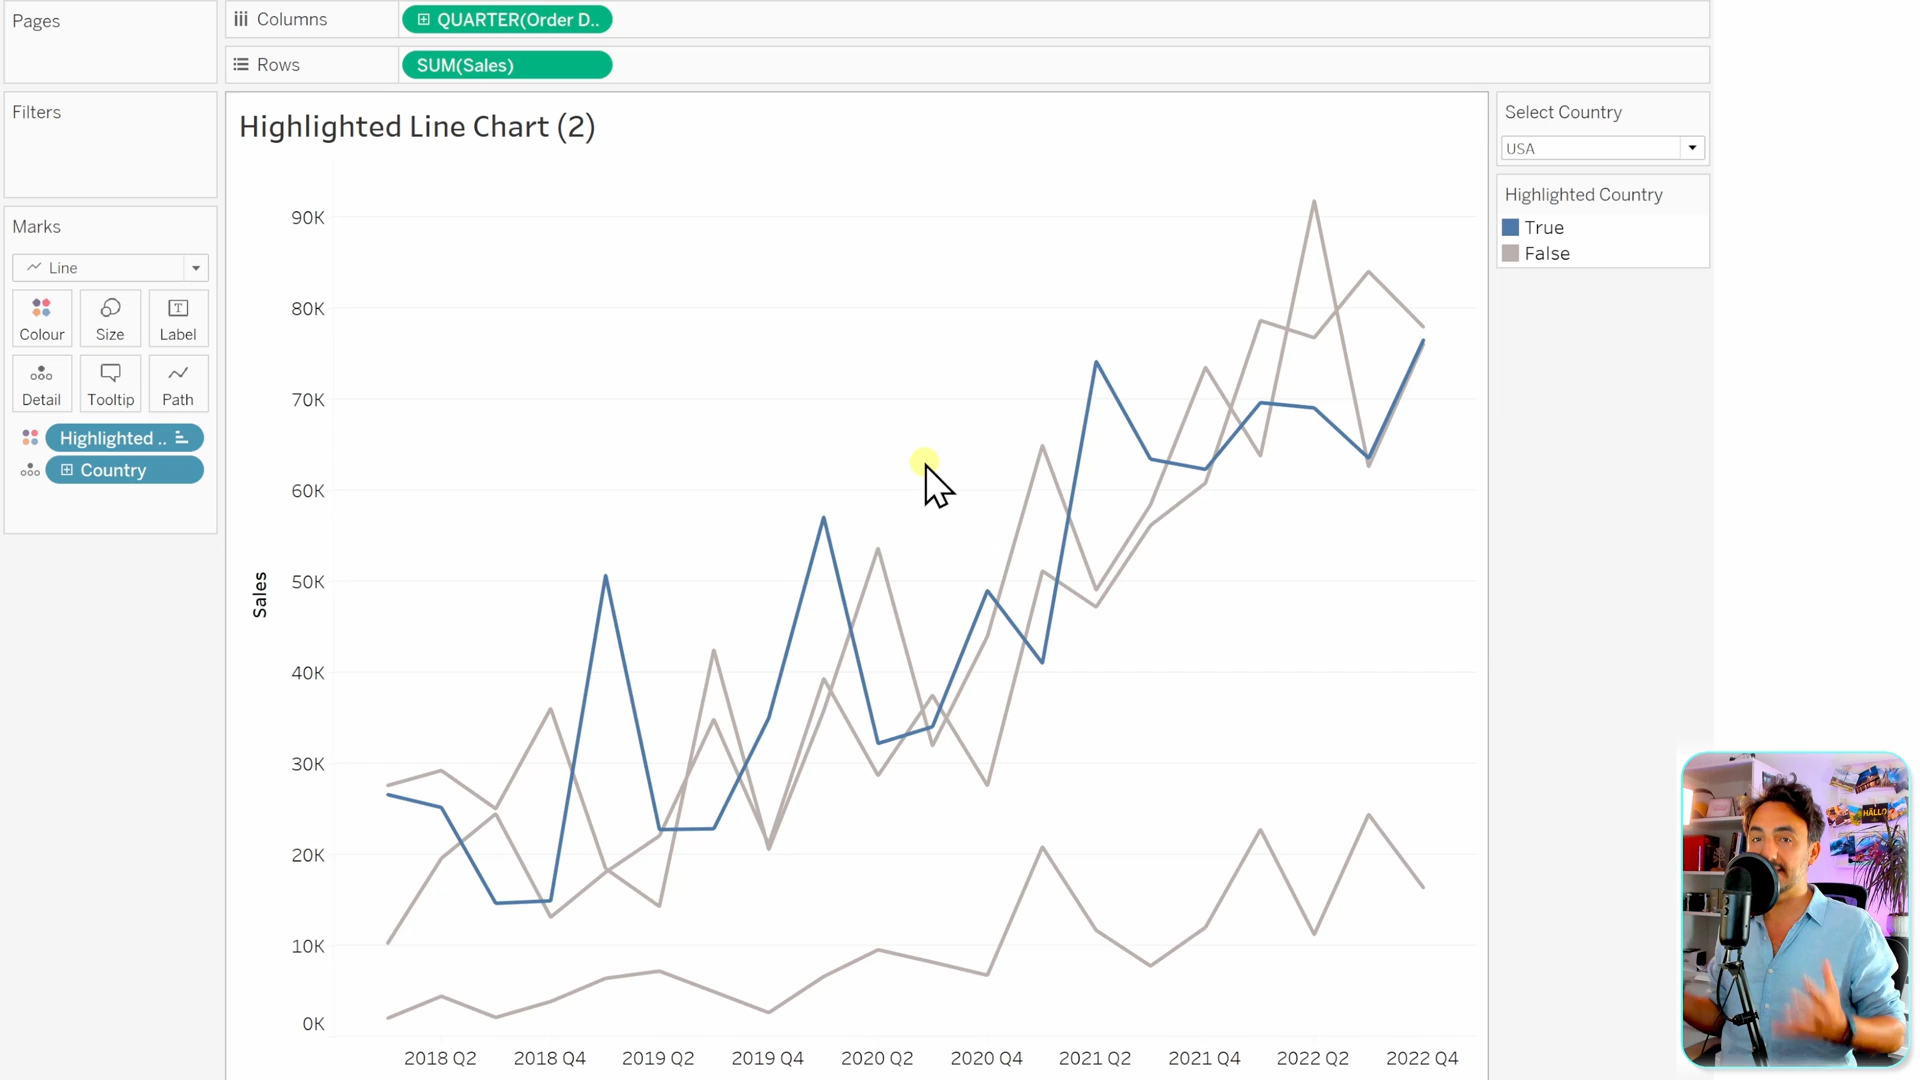 Pages
Columns
QUARTER(Order D..
Rows
SUM(Sales)
Filters
Marks
Line
Colour
Size
Label
Detail
Tooltip
Path
Highlighted ..
Country
Highlighted Line Chart (2)
Sales
90K
80K
70K
60K
50K
40K
30K
20K
10K
0K
2018 Q2
2018 Q4
2019 Q2
2019 Q4
2020 Q2
2020 Q4
2021 Q2
2021 Q4
2022 Q2
2022 Q4
Select Country
USA
Highlighted Country
True
False
HALLO